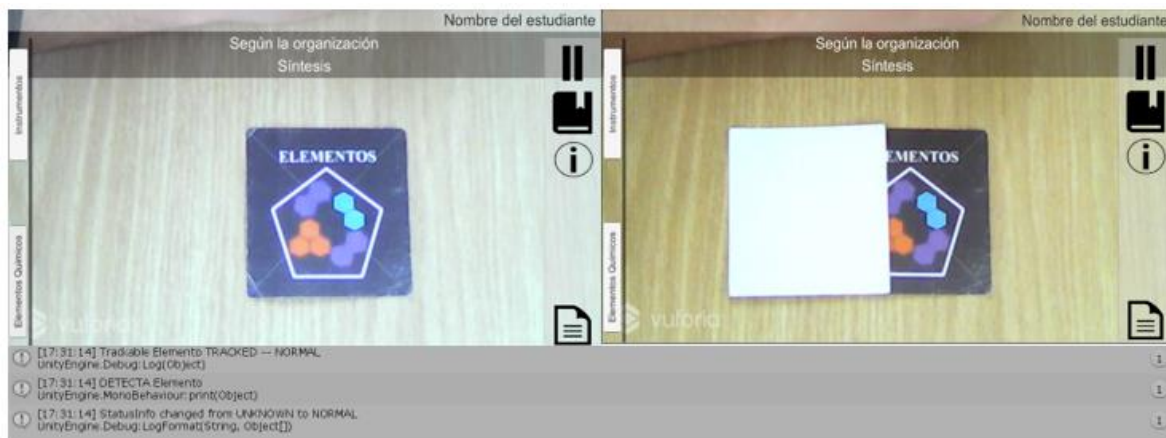 Nombre del estudiante
Según la organización
Síntesis
Instrumentos
ELEMENTOS
Elementos Químicos
vuforia
Nombre del estudiante
Según la organización
Síntesis
Instrumentos
EMENTOS
Elementos Químicos
vuforia
[17:31:14] Trackable Elemento TRACKED -- NORMAL
UnityEngine.Debug:Log(Object)
1
[17:31:14] DETECTA Elemento
UnityEngine.MonoBehaviour:print(Object)
1
[17:31:14] StatusInfo changed from UNKNOWN to NORMAL
UnityEngine.Debug:LogFormat(String, Object[])
1